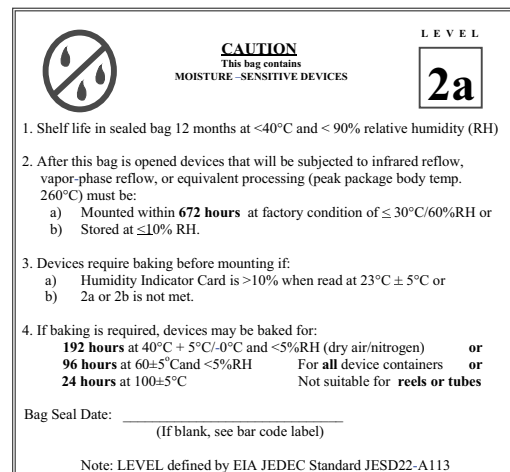 LEVEL
CAUTION
This bag contains
MOISTURE –SENSITIVE DEVICES
2a
1. Shelf life in sealed bag 12 months at <40°C and < 90% relative humidity (RH)
2. After this bag is opened devices that will be subjected to infrared reflow,
vapor-phase reflow, or equivalent processing (peak package body temp.
260°C) must be:
a) Mounted within 672 hours at factory condition of ≤ 30°C/60%RH or
b) Stored at ≤10% RH.
3. Devices require baking before mounting if:
a) Humidity Indicator Card is >10% when read at 23°C ± 5°C or
b) 2a or 2b is not met.
4. If baking is required, devices may be baked for:
192 hours at 40°C + 5°C/-0°C and <5%RH (dry air/nitrogen) or
96 hours at 60±5°Cand <5%RH For all device containers or
24 hours at 100±5°C Not suitable for reels or tubes
Bag Seal Date: ______________________________
(If blank, see bar code label)
Note: LEVEL defined by EIA JEDEC Standard JESD22-A113